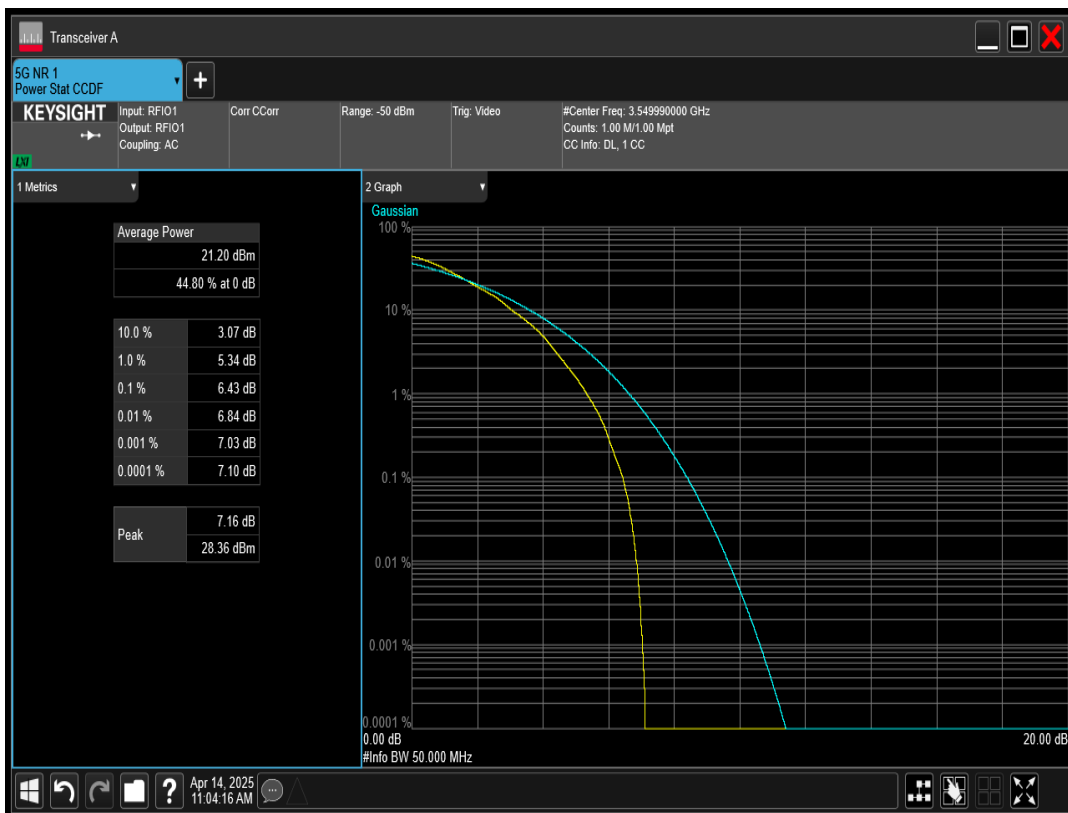 Transceiver A
5G NR 1
Power Stat CCDF
+
KEYSIGHT
LXI
Input: RFIO1
Output: RFIO1
Coupling: AC
Corr CCorr
Range: -50 dBm
Trig: Video
#Center Freq: 3.549990000 GHz
Counts: 1.00 M/1.00 Mpt
CC Info: DL, 1 CC
1 Metrics
Average Power
21.20 dBm
44.80 % at 0 dB
10.0 % 3.07 dB
1.0 % 5.34 dB
0.1 % 6.43 dB
0.01 % 6.84 dB
0.001 % 7.03 dB
0.0001 % 7.10 dB
Peak
7.16 dB
28.36 dBm
2 Graph
Gaussian
100 %
10 %
1 %
0.1 %
0.01 %
0.001 %
0.0001 %
0.00 dB 20.00 dB
#Info BW 50.000 MHz
?
Apr 14, 2025
11:04:16 AM